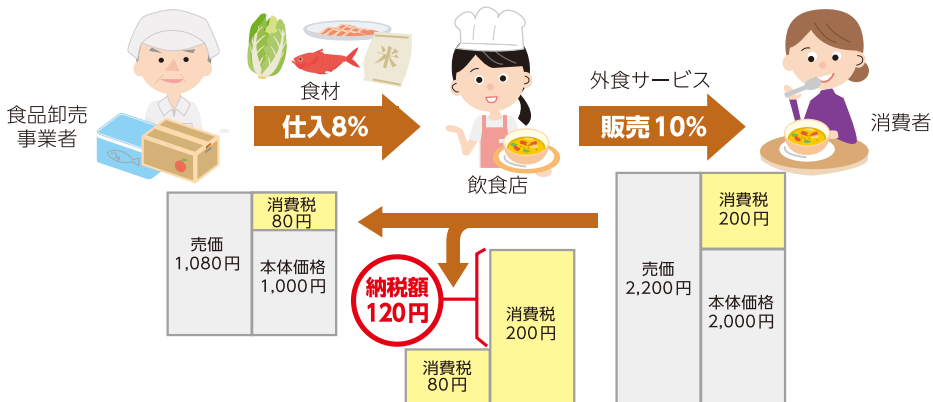 食品卸売
事業者
食材
仕入8%
米
飲食店
外食サービス
販売10%
消費者
売価
1,080円
消費税
80円
本体価格
1,000円
納税額
120円
消費税
80円
消費税
200円
売価
2,200円
消費税
200円
本体価格
2,000円